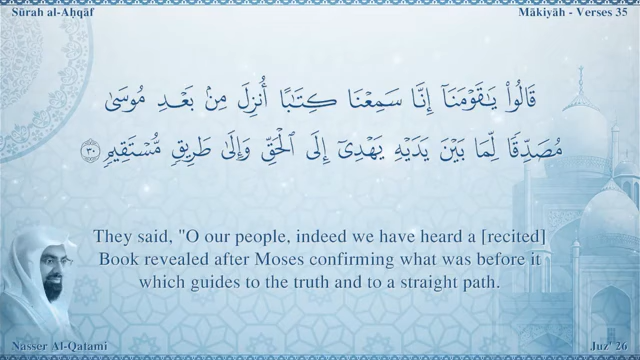 Sūrah al-Aḥqāf
Mākiyāh - Verses 35
قَالُوا۟ يَـٰقَوْمَنَآ إِنَّا سَمِعْنَا كِتَـٰبًا أُنزِلَ مِنۢ بَعْدِ مُوسَىٰ
مُصَدِّقًا لِّمَا بَيْنَ يَدَيْهِ يَهْدِىٓ إِلَى ٱلْحَقِّ وَإِلَىٰ طَرِيقٍ مُّسْتَقِيمٍ ٣٠
They said, "O our people, indeed we have heard a [recited]
Book revealed after Moses confirming what was before it
which guides to the truth and to a straight path.
Nasser Al-Qatami
Juz' 26